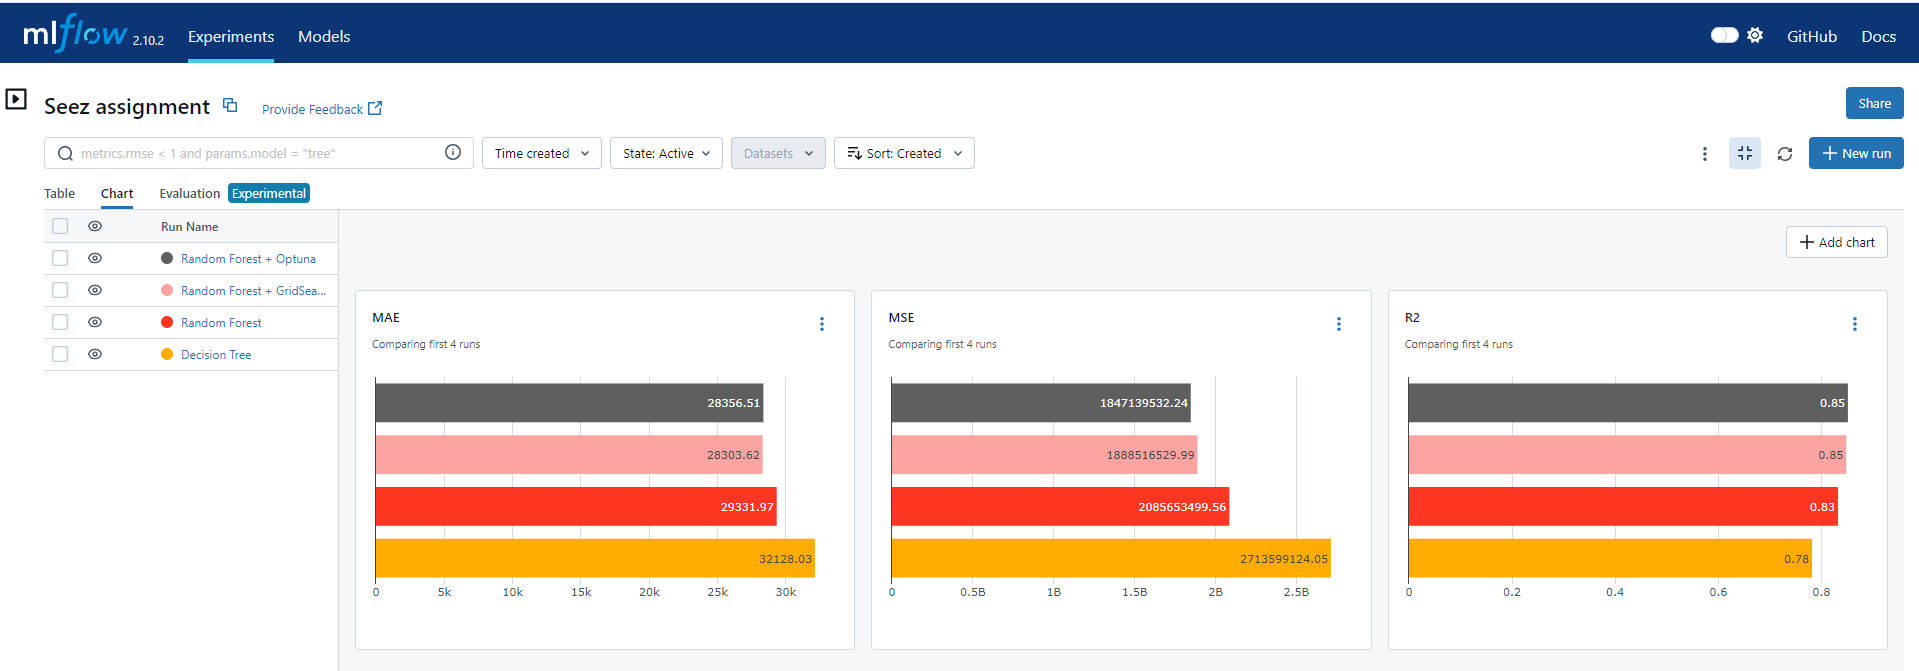 mlflow 2.10.2 Experiments Models GitHub Docs
Seez assignment Provide Feedback Share
metrics.rmse < 1 and params.model = "tree" Time created State: Active Datasets Sort: Created New run
Table Chart Evaluation Experimental
Run Name
Random Forest + Optuna
Random Forest + GridSea...
Random Forest
Decision Tree
Add chart
MAE
Comparing first 4 runs
28356.51
28303.62
29331.97
32128.03
0 5k 10k 15k 20k 25k 30k
MSE
Comparing first 4 runs
1847139532.24
1888516529.99
2085653499.56
2713599124.05
0 0.5B 1B 1.5B 2B 2.5B
R2
Comparing first 4 runs
0.85
0.85
0.83
0.78
0 0.2 0.4 0.6 0.8